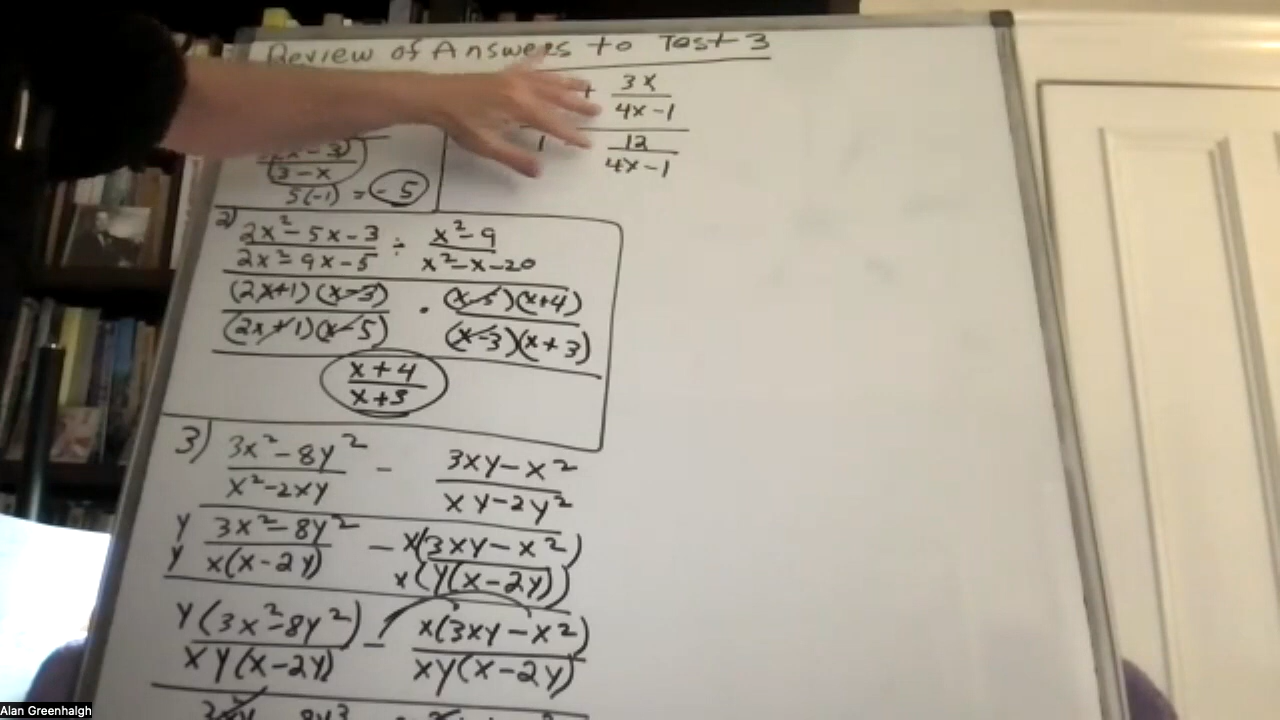 Review of Answers to Test 3
+ 3x
4x-1
1 12
4x-1
(x-3)
3-x
5(-1) = -5
2) 2x²-5x-3 ÷ x²-9
2x²-9x-5 x²-x-20
(2x+1)(x-3) · (x-5)(x+4)
(2x+1)(x-5) (x-3)(x+3)
x+4
x+3
3) 3x²-8y² - 3xy-x²
x²-2xy xy-2y²
y 3x²-8y² - x(3xy-x²)
y x(x-2y) x(y(x-2y))
y(3x²-8y²) - x(3xy-x²)
xy(x-2y) xy(x-2y)
Alan Greenhalgh